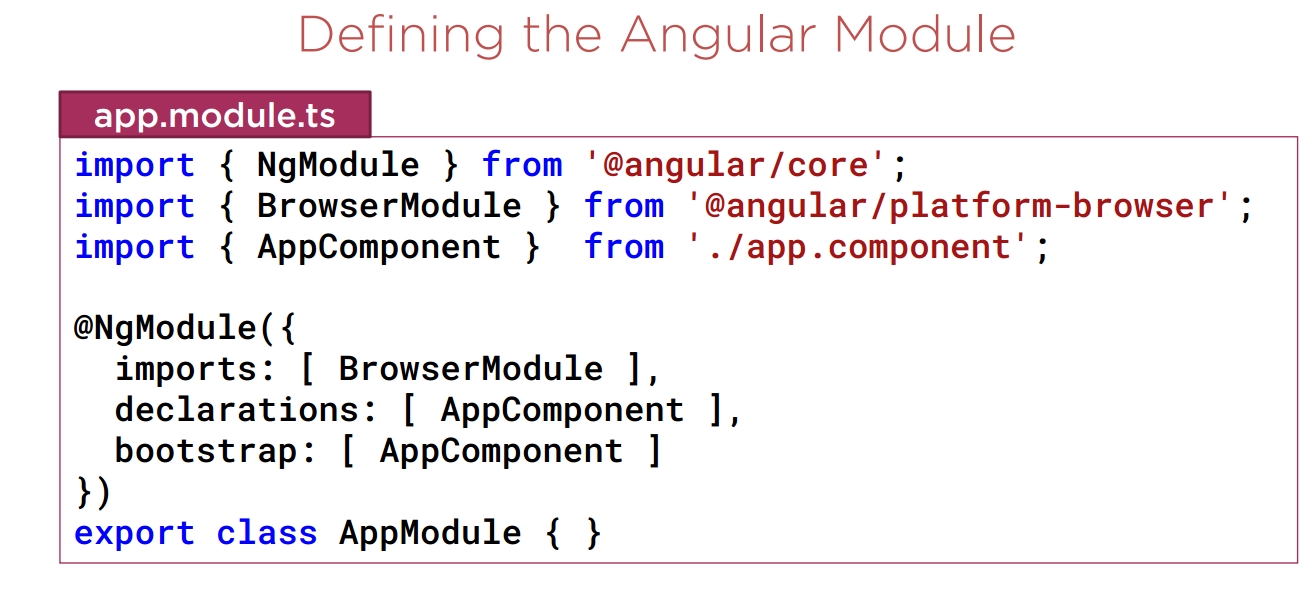 Defining the Angular Module
app.module.ts
import { NgModule } from '@angular/core';
import { BrowserModule } from '@angular/platform-browser';
import { AppComponent }  from './app.component';
@NgModule({
  imports: [ BrowserModule ],
  declarations: [ AppComponent ],
  bootstrap: [ AppComponent ]
})
export class AppModule { }